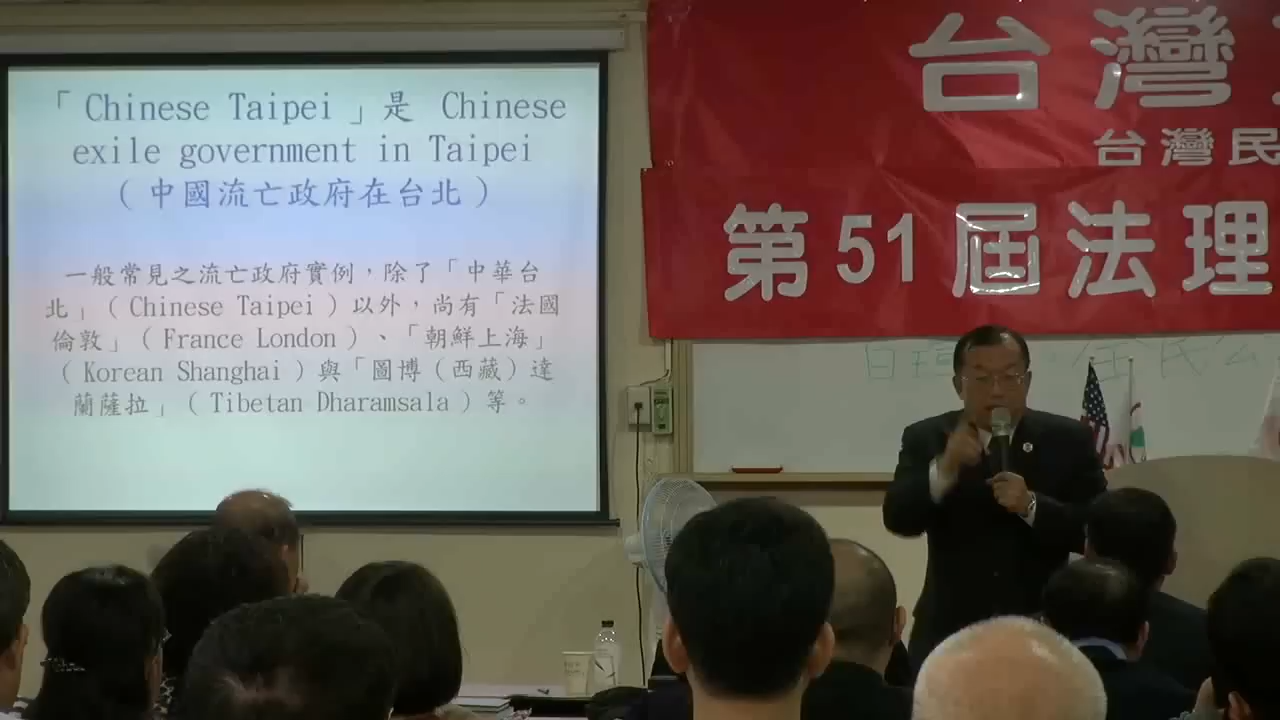 「Chinese Taipei」是 Chinese
exile government in Taipei
（中國流亡政府在台北）
一般常見之流亡政府實例，除了「中華台
北」（Chinese Taipei）以外，尚有「法國
倫敦」（France London）、「朝鮮上海」
（Korean Shanghai）與「圖博（西藏）達
蘭薩拉」（Tibetan Dharamsala）等。
台灣
台灣民
第51屆法理